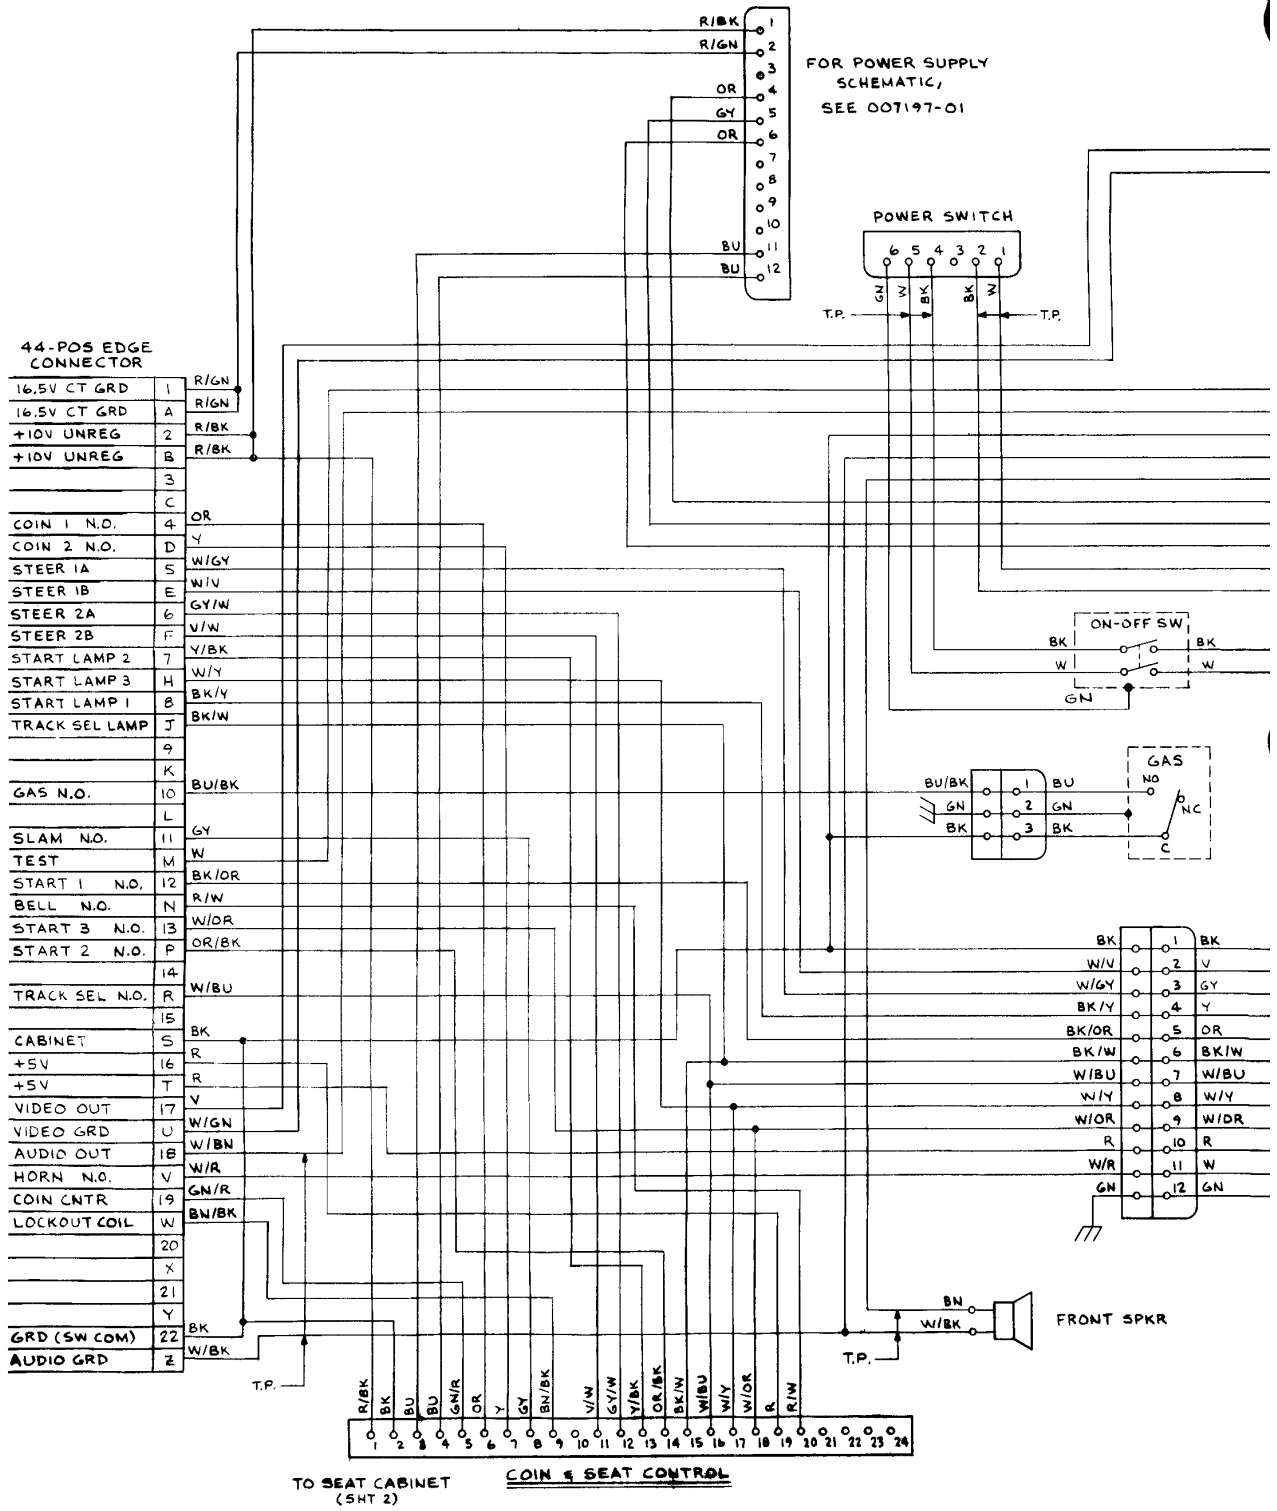 R/BK 1
R/GN 2
3
OR 4
GY 5
OR 6
7
8
9
10
BU 11
BU 12
FOR POWER SUPPLY
SCHEMATIC,
SEE 007197-01
POWER SWITCH
6 5 4 3 2 1
GN W BK BK W
T.P. T.P.
44-POS EDGE
CONNECTOR
16.5V CT GRD 1 R/GN
16.5V CT GRD A R/GN
+10V UNREG 2 R/BK
+10V UNREG B R/BK
3
C
COIN 1 N.O. 4 OR
COIN 2 N.O. D Y
STEER 1A 5 W/GY
STEER 1B E W/V
STEER 2A 6 GY/W
STEER 2B F V/W
START LAMP 2 7 Y/BK
START LAMP 3 H W/Y
START LAMP 1 8 BK/Y
TRACK SEL LAMP J BK/W
9
K
GAS N.O. 10 BU/BK
L
SLAM N.O. 11 GY
TEST M W
START 1 N.O. 12 BK/OR
BELL N.O. N R/W
START 3 N.O. 13 W/OR
START 2 N.O. P OR/BK
14
TRACK SEL N.O. R W/BU
15
CABINET S BK
+5V 16 R
+5V T R
VIDEO OUT 17 V
VIDEO GRD U W/GN
AUDIO OUT 18 W/BN
HORN N.O. V W/R
COIN CNTR 19 GN/R
LOCKOUT COIL W BN/BK
20
X
21
Y
GRD (SW COM) 22 BK
AUDIO GRD Z W/BK
T.P.
ON-OFF SW
BK BK
W W
GN
GAS
BU/BK 1 BU NO
GN 2 GN NC
BK 3 BK C
BK 1 BK
W/V 2 V
W/GY 3 GY
BK/Y 4 Y
BK/OR 5 OR
BK/W 6 BK/W
W/BU 7 W/BU
W/Y 8 W/Y
W/OR 9 W/OR
R 10 R
W/R 11 W
GN 12 GN
BN
W/BK
FRONT SPKR
T.P.
R/BK BK BU BU GN/R OR Y GY BN/BK V/W GY/W Y/BK OR/BK BK/W W/BU W/Y W/OR R R/W
1 2 3 4 5 6 7 8 9 10 11 12 13 14 15 16 17 18 19 20 21 22 23 24
TO SEAT CABINET
(SHT 2)
COIN & SEAT CONTROL